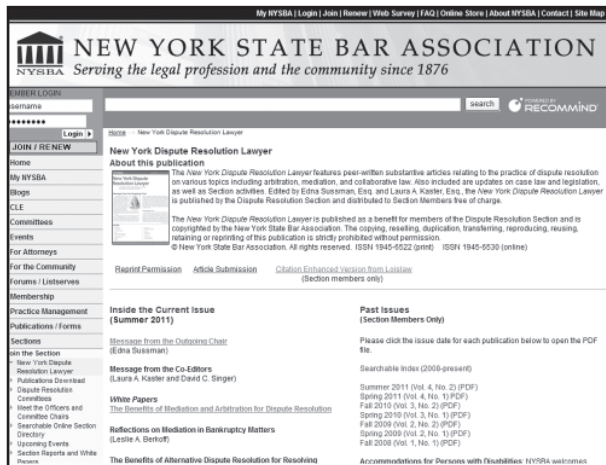 My NYSBA | Login | Join | Renew | Web Survey | FAQ | Online Store | About NYSBA | Contact | Site Map
NYSBA
NEW YORK STATE BAR ASSOCIATION
Serving the legal profession and the community since 1876
EMBER LOGIN
sername
Login
JOIN / RENEW
Home
My NYSBA
Blogs
CLE
Committees
Events
For Attorneys
For the Community
Forums / Listserves
Membership
Practice Management
Publications / Forms
Sections
oin the Section
New York Dispute
Resolution Lawyer
Publications Download
Dispute Resolution
Committees
Meet the Officers and
Committee Chairs
Searchable Online Section
Directory
Upcoming Events
Section Reports and White
Papers
search
POWERED BY
RECOMMIND
Home → New York Dispute Resolution Lawyer
New York Dispute Resolution Lawyer
About this publication
The New York Dispute Resolution Lawyer features peer-written substantive articles relating to the practice of dispute resolution
on various topics including arbitration, mediation, and collaborative law. Also included are updates on case law and legislation,
as well as Section activities. Edited by Edna Sussman, Esq. and Laura A. Kaster, Esq., the New York Dispute Resolution Lawyer
is published by the Dispute Resolution Section and distributed to Section Members free of charge.
The New York Dispute Resolution Lawyer is published as a benefit for members of the Dispute Resolution Section and is
copyrighted by the New York State Bar Association. The copying, reselling, duplication, transferring, reproducing, reusing,
retaining or reprinting of this publication is strictly prohibited without permission.
© New York State Bar Association. All rights reserved. ISSN 1945-6522 (print) ISSN 1945-6530 (online)
Reprint Permission Article Submission Citation Enhanced Version from Loislaw
(Section members only)
Inside the Current Issue
(Summer 2011)
Message from the Outgoing Chair
(Edna Sussman)
Message from the Co-Editors
(Laura A. Kaster and David C. Singer)
White Papers
The Benefits of Mediation and Arbitration for Dispute Resolution
Reflections on Mediation in Bankruptcy Matters
(Leslie A. Berkoff)
The Benefits of Alternative Dispute Resolution for Resolving
Past Issues
(Section Members Only)
Please click the issue date for each publication below to open the PDF
file.
Searchable Index (2008-present)
Summer 2011 (Vol. 4, No. 2) (PDF)
Spring 2011 (Vol. 4, No. 1) PDF)
Fall 2010 (Vol. 3, No. 2) (PDF)
Spring 2010 (Vol. 3, No. 1) (PDF)
Fall 2009 (Vol. 2, No. 2) (PDF)
Spring 2009 (Vol. 2, No. 1) (PDF)
Fall 2008 (Vol. 1, No. 1) (PDF)
Accommodations for Persons with Disabilities: NYSBA welcomes